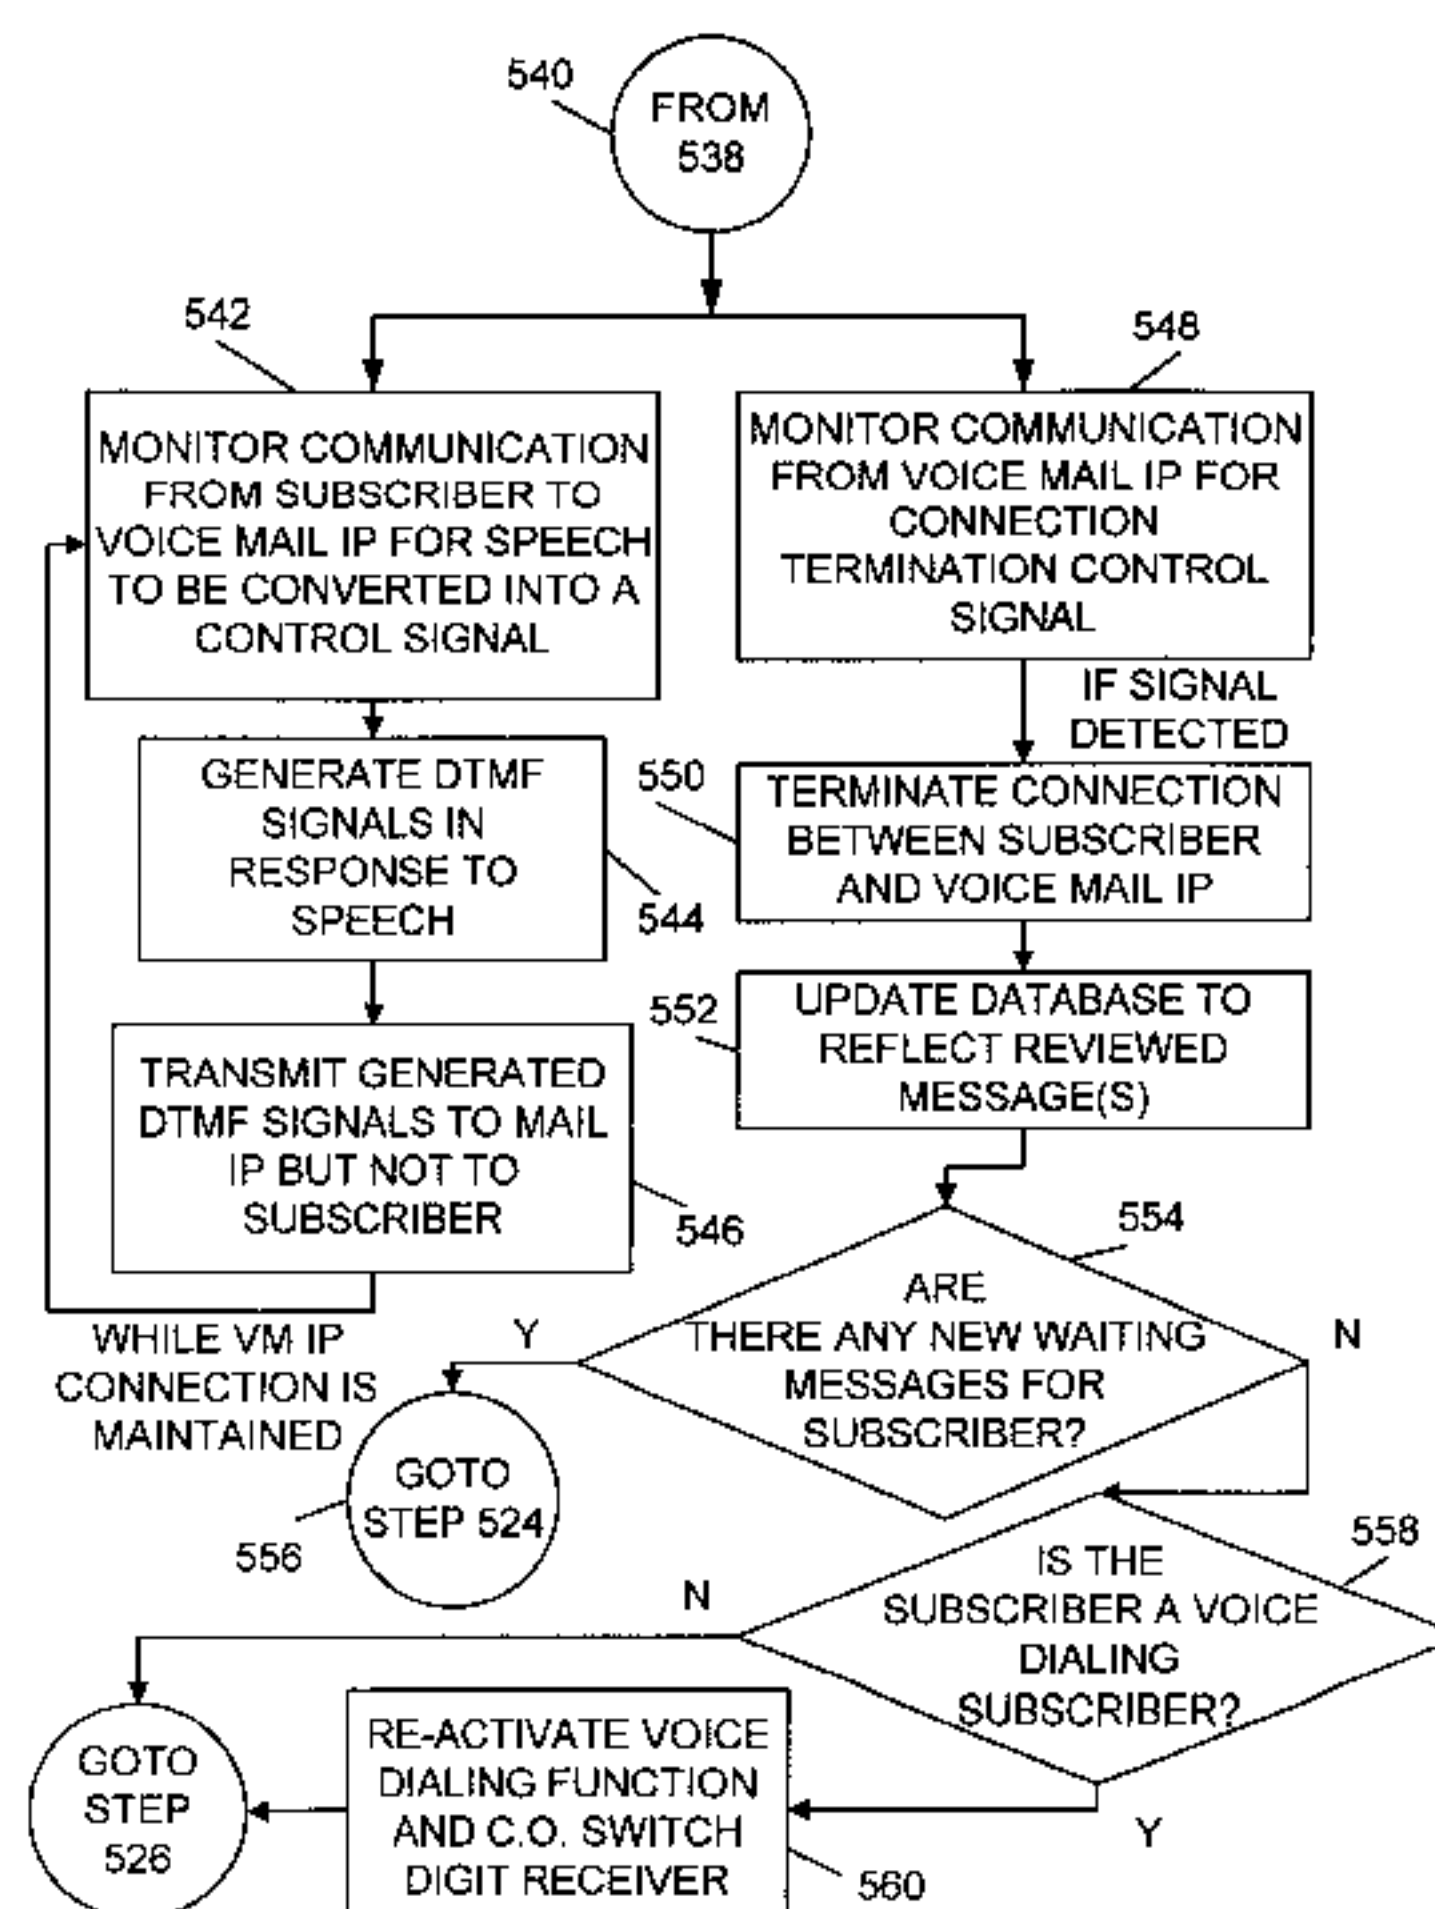 540
FROM
538
542
548
MONITOR COMMUNICATION
FROM SUBSCRIBER TO
VOICE MAIL IP FOR SPEECH
TO BE CONVERTED INTO A
CONTROL SIGNAL
MONITOR COMMUNICATION
FROM VOICE MAIL IP FOR
CONNECTION
TERMINATION CONTROL
SIGNAL
IF SIGNAL
DETECTED
GENERATE DTMF
SIGNALS IN
RESPONSE TO
SPEECH
544
550
TERMINATE CONNECTION
BETWEEN SUBSCRIBER
AND VOICE MAIL IP
552
UPDATE DATABASE TO
REFLECT REVIEWED
MESSAGE(S)
TRANSMIT GENERATED
DTMF SIGNALS TO MAIL
IP BUT NOT TO
SUBSCRIBER
546
554
WHILE VM IP
CONNECTION IS
MAINTAINED
Y
ARE
THERE ANY NEW WAITING
MESSAGES FOR
SUBSCRIBER?
N
GOTO
STEP 524
556
558
N
IS THE
SUBSCRIBER A VOICE
DIALING
SUBSCRIBER?
Y
GOTO
STEP
526
RE-ACTIVATE VOICE
DIALING FUNCTION
AND C.O. SWITCH
DIGIT RECEIVER
560